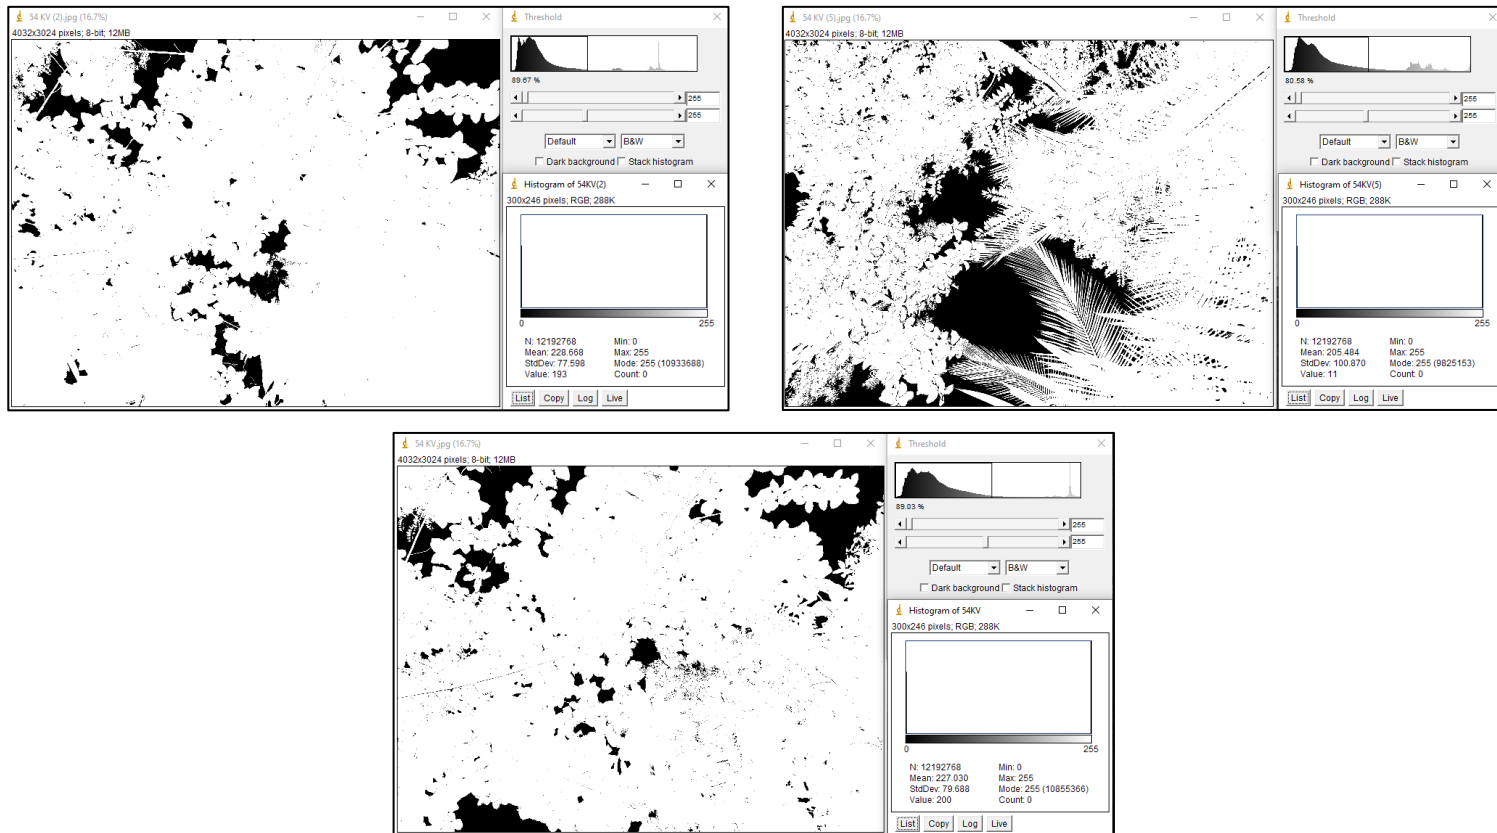 54 KV (2).jpg (16.7%)
4032x3024 pixels; 8-bit; 12MB
Threshold
89.67 %
255
255
Default B&W
Dark background Stack histogram
Histogram of 54KV(2)
300x246 pixels; RGB; 288K
0 255
N: 12192768 Min: 0
Mean: 228.668 Max: 255
StdDev: 77.598 Mode: 255 (10933688)
Value: 193 Count: 0
List Copy Log Live
54 KV (5).jpg (16.7%)
4032x3024 pixels; 8-bit; 12MB
Threshold
80.58 %
255
255
Default B&W
Dark background Stack histogram
Histogram of 54KV(5)
300x246 pixels; RGB; 288K
0 255
N: 12192768 Min: 0
Mean: 205.484 Max: 255
StdDev: 100.870 Mode: 255 (9825153)
Value: 11 Count: 0
List Copy Log Live
54 KV.jpg (16.7%)
4032x3024 pixels; 8-bit; 12MB
Threshold
89.03 %
255
255
Default B&W
Dark background Stack histogram
Histogram of 54KV
300x246 pixels; RGB; 288K
0 255
N: 12192768 Min: 0
Mean: 227.030 Max: 255
StdDev: 79.688 Mode: 255 (10855366)
Value: 200 Count: 0
List Copy Log Live